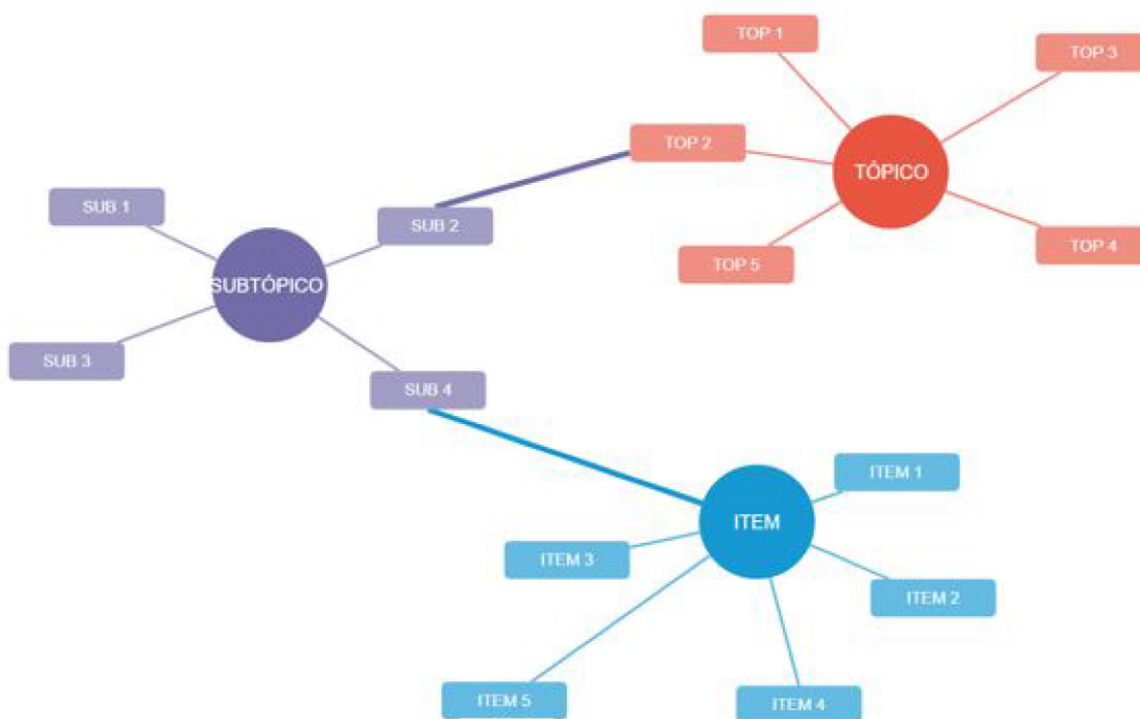 TOP 1
TOP 3
TOP 2
TÓPICO
SUB 1
SUB 2
TOP 5
TOP 4
SUBTÓPICO
SUB 3
SUB 4
ITEM 1
ITEM
ITEM 3
ITEM 2
ITEM 5
ITEM 4